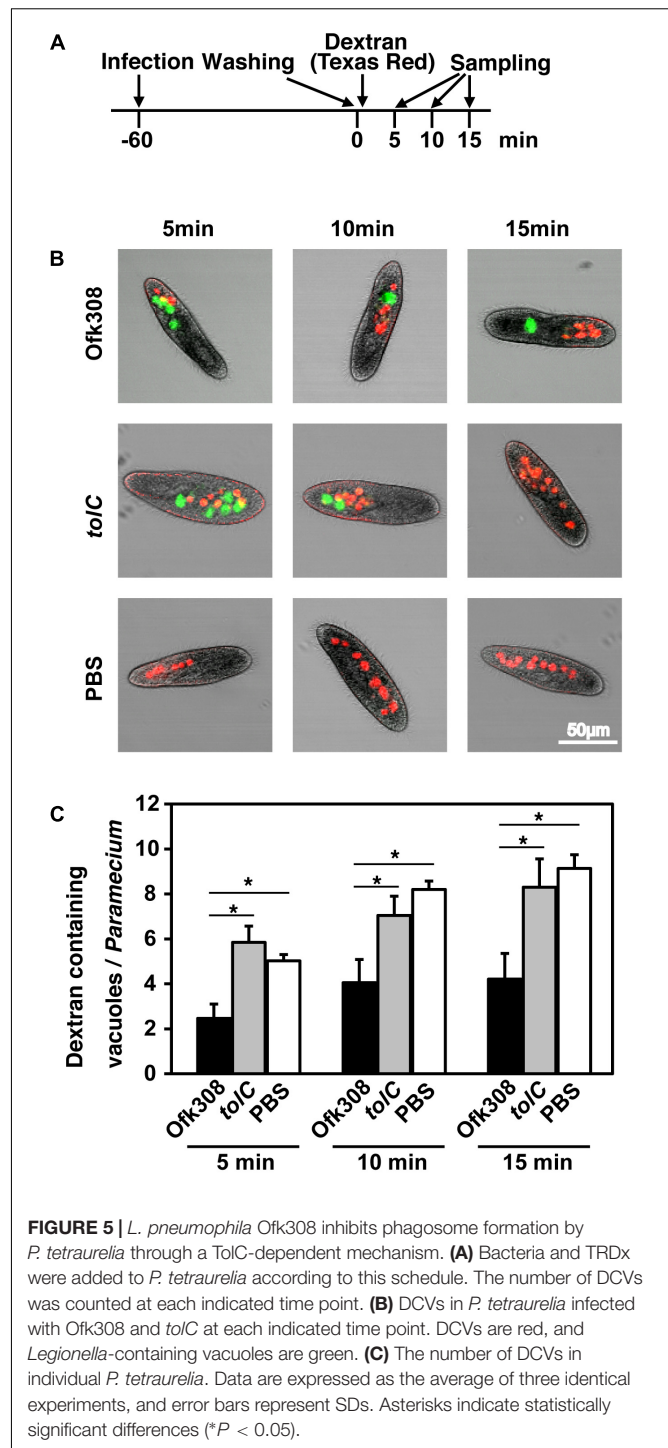 A
Dextran
Infection Washing (Texas Red) Sampling
-60 0 5 10 15 min
5min 10min 15min
B
Ofk308
tolC
PBS
50μm
C
Dextran containing
vacuoles / Paramecium
12
10
8
6
4
2
0
* * * * * *
Ofk308 tolC PBS Ofk308 tolC PBS Ofk308 tolC PBS
5 min 10 min 15 min
FIGURE 5 | L. pneumophila Ofk308 inhibits phagosome formation by
P. tetraurelia through a TolC-dependent mechanism. (A) Bacteria and TRDx
were added to P. tetraurelia according to this schedule. The number of DCVs
was counted at each indicated time point. (B) DCVs in P. tetraurelia infected
with Ofk308 and tolC at each indicated time point. DCVs are red, and
Legionella-containing vacuoles are green. (C) The number of DCVs in
individual P. tetraurelia. Data are expressed as the average of three identical
experiments, and error bars represent SDs. Asterisks indicate statistically
significant differences (*P < 0.05).